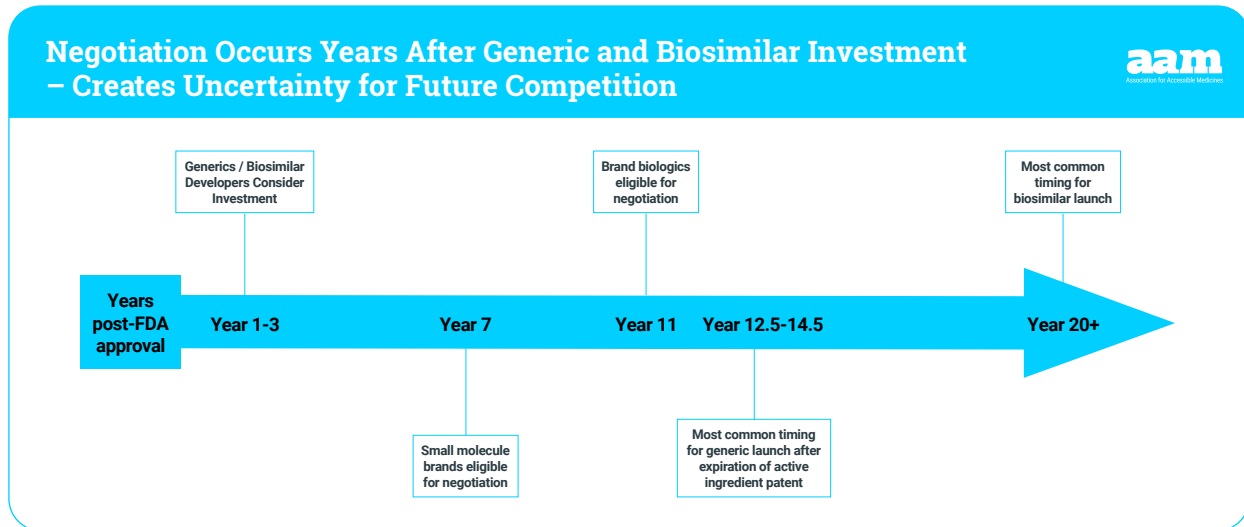 Negotiation Occurs Years After Generic and Biosimilar Investment
– Creates Uncertainty for Future Competition
aam
Association for Accessible Medicines
Generics / Biosimilar
Developers Consider
Investment
Brand biologics
eligible for
negotiation
Most common
timing for
biosimilar launch
Years
post-FDA
approval
Year 1-3
Year 7
Year 11
Year 12.5-14.5
Year 20+
Small molecule
brands eligible
for negotiation
Most common timing
for generic launch after
expiration of active
ingredient patent